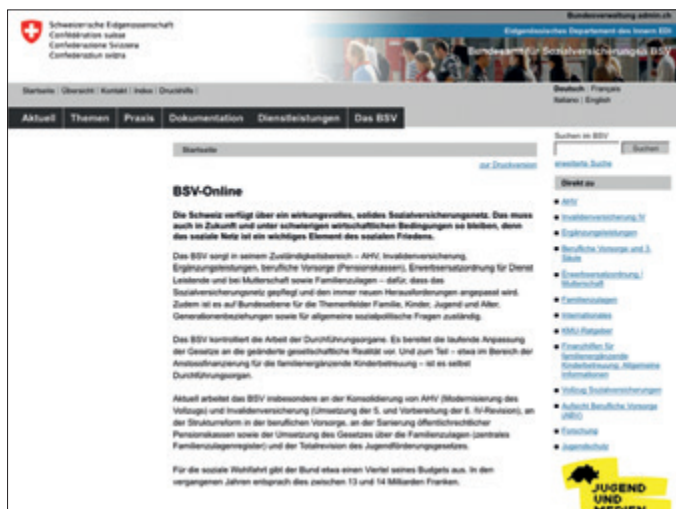 Bundesverwaltung admin.ch
Schweizerische Eidgenossenschaft
Confédération suisse
Confederazione Svizzera
Confederaziun svizra
Eidgenössisches Departement des Innern EDI
Bundesamt für Sozialversicherungen BSV
Startseite | Übersicht | Kontakt | Index | Druckhilfe |
Deutsch | Français
Italiano | English
Aktuell Themen Praxis Dokumentation Dienstleistungen Das BSV
Startseite
zur Druckversion
BSV-Online
Die Schweiz verfügt über ein wirkungsvolles, solides Sozialversicherungsnetz. Das muss
auch in Zukunft und unter schwierigen wirtschaftlichen Bedingungen so bleiben, denn
das soziale Netz ist ein wichtiges Element des sozialen Friedens.
Das BSV sorgt in seinem Zuständigkeitsbereich – AHV, Invalidenversicherung,
Ergänzungsleistungen, berufliche Vorsorge (Pensionskassen), Erwerbsersatzordnung für Dienst
Leistende und bei Mutterschaft sowie Familienzulagen – dafür, dass das
Sozialversicherungsnetz gepflegt und den immer neuen Herausforderungen angepasst wird.
Zudem ist es auf Bundesebene für die Themenfelder Familie, Kinder, Jugend und Alter,
Generationenbeziehungen sowie für allgemeine sozialpolitische Fragen zuständig.
Das BSV kontrolliert die Arbeit der Durchführungsorgane. Es bereitet die laufende Anpassung
der Gesetze an die geänderte gesellschaftliche Realität vor. Und zum Teil – etwa im Bereich der
Anstossfinanzierung für die familienergänzende Kinderbetreuung – ist es selbst
Durchführungsorgan.
Aktuell arbeitet das BSV insbesondere an der Konsolidierung von AHV (Modernisierung des
Vollzugs) und Invalidenversicherung (Umsetzung der 5. und Vorbereitung der 6. IV-Revision), an
der Strukturreform in der beruflichen Vorsorge, an der Sanierung öffentlichrechtlicher
Pensionskassen sowie der Umsetzung des Gesetzes über die Familienzulagen (zentrales
Familienzulagenregister) und der Totalrevision des Jugendförderungsgesetzes.
Für die soziale Wohlfahrt gibt der Bund etwa einen Viertel seines Budgets aus. In den
vergangenen Jahren entsprach dies zwischen 13 und 14 Milliarden Franken.
Suchen im BSV
Suchen
erweiterte Suche
Direkt zu
AHV
Invalidenversicherung IV
Ergänzungsleistungen
Berufliche Vorsorge und 3.
Säule
Erwerbsersatzordnung /
Mutterschaft
Familienzulagen
Internationales
KMU-Ratgeber
Finanzhilfen für
familienergänzende
Kinderbetreuung: Allgemeine
Informationen
Vollzug Sozialversicherungen
Aufsicht Berufliche Vorsorge
(ABV)
Forschung
Jugendschutz
JUGEND
UND
MEDIEN